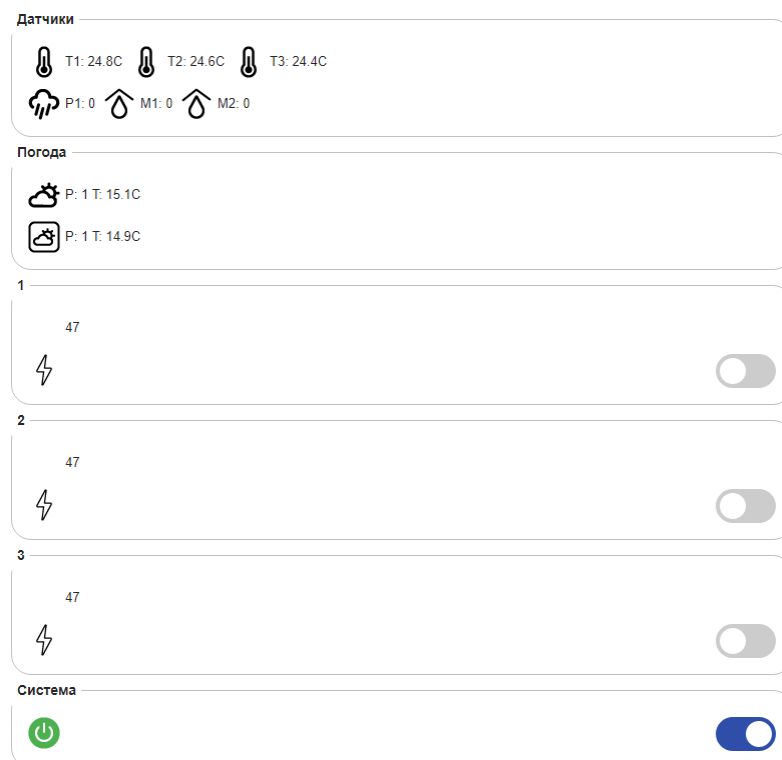 Датчики
T1: 24.8C T2: 24.6C T3: 24.4C
P1: 0 M1: 0 M2: 0
Погода
P: 1 T: 15.1C
P: 1 T: 14.9C
1
47
2
47
3
47
Система